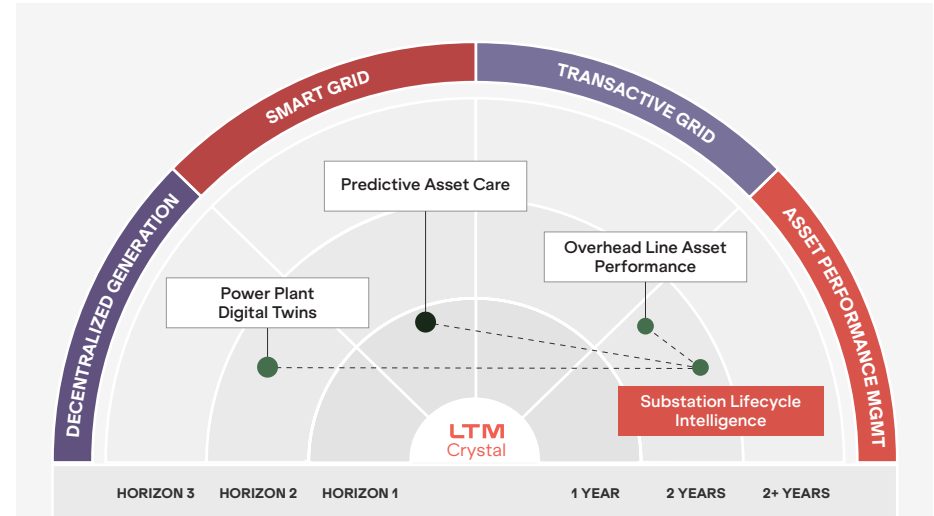 SMART GRID
TRANSACTIVE GRID
DECENTRALIZED GENERATION
ASSET PERFORMANCE MGMT
Predictive Asset Care
Overhead Line Asset
Performance
Power Plant
Digital Twins
Substation Lifecycle
Intelligence
LTM
Crystal
HORIZON 3
HORIZON 2
HORIZON 1
1 YEAR
2 YEARS
2+ YEARS